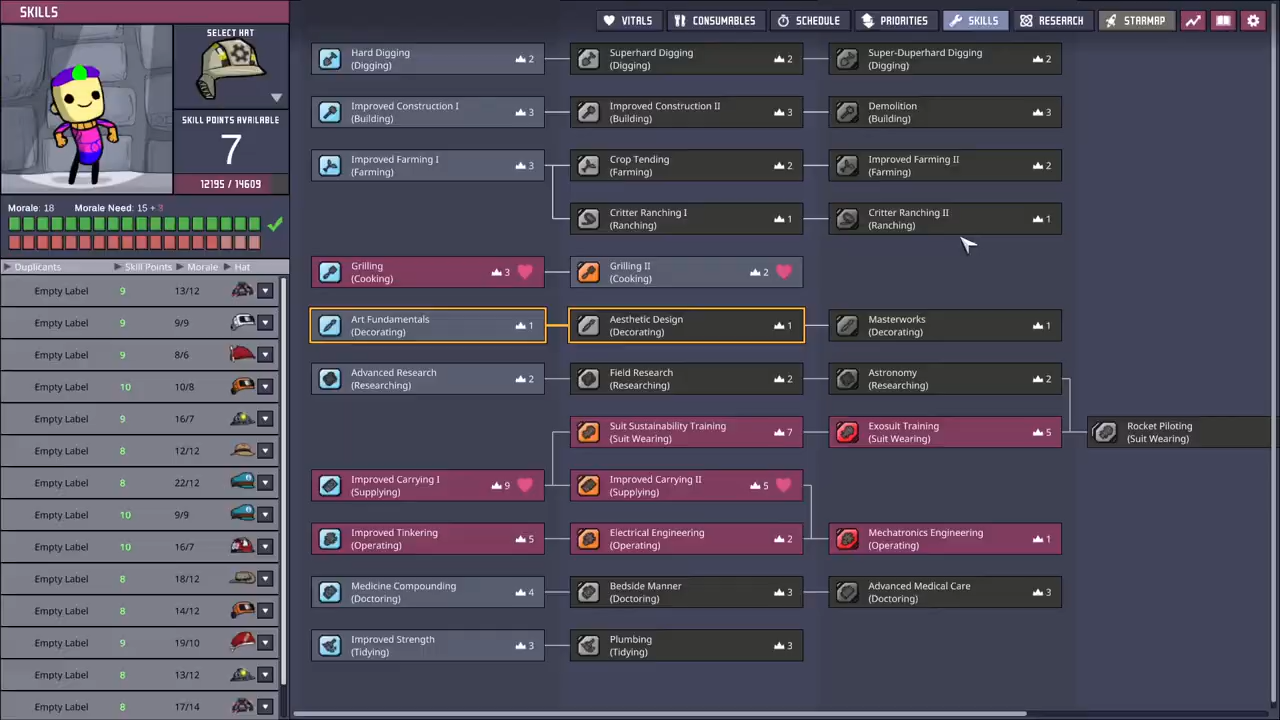 SKILLS
VITALS
CONSUMABLES
SCHEDULE
PRIORITIES
SKILLS
RESEARCH
STARMAP
SELECT HAT
SKILL POINTS AVAILABLE
7
12195 / 14609
Morale: 18 Morale Need: 15 + 3
Duplicants Skill Points Morale Hat
Empty Label 9 13/12
Empty Label 9 9/9
Empty Label 9 8/6
Empty Label 10 10/8
Empty Label 9 16/7
Empty Label 8 12/12
Empty Label 8 22/12
Empty Label 10 9/9
Empty Label 10 16/7
Empty Label 8 18/12
Empty Label 8 14/12
Empty Label 9 19/10
Empty Label 8 13/12
Empty Label 8 17/14
Hard Digging 2
(Digging)
Superhard Digging 2
(Digging)
Super-Duperhard Digging 2
(Digging)
Improved Construction I 3
(Building)
Improved Construction II 3
(Building)
Demolition 3
(Building)
Improved Farming I 3
(Farming)
Crop Tending 2
(Farming)
Improved Farming II 2
(Farming)
Critter Ranching I 1
(Ranching)
Critter Ranching II 1
(Ranching)
Grilling 3
(Cooking)
Grilling II 2
(Cooking)
Art Fundamentals 1
(Decorating)
Aesthetic Design 1
(Decorating)
Masterworks 1
(Decorating)
Advanced Research 2
(Researching)
Field Research 2
(Researching)
Astronomy 2
(Researching)
Suit Sustainability Training 7
(Suit Wearing)
Exosuit Training 5
(Suit Wearing)
Rocket Piloting
(Suit Wearing)
Improved Carrying I 9
(Supplying)
Improved Carrying II 5
(Supplying)
Improved Tinkering 5
(Operating)
Electrical Engineering 2
(Operating)
Mechatronics Engineering 1
(Operating)
Medicine Compounding 4
(Doctoring)
Bedside Manner 3
(Doctoring)
Advanced Medical Care 3
(Doctoring)
Improved Strength 3
(Tidying)
Plumbing 3
(Tidying)